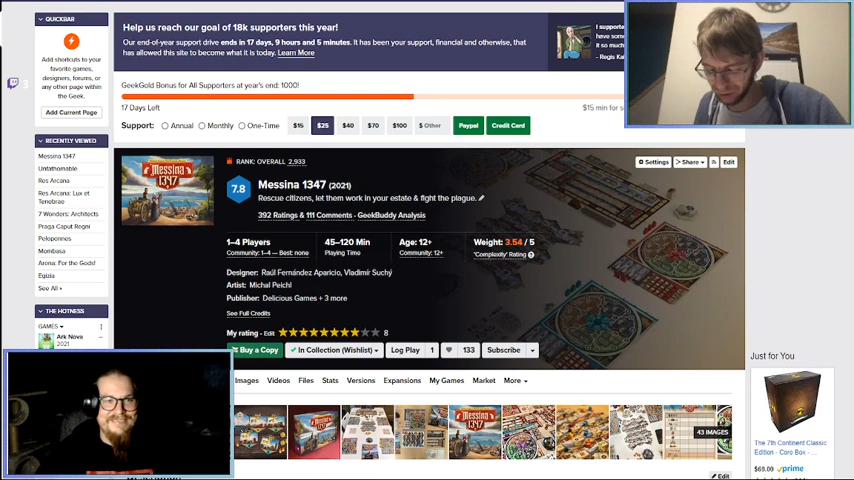 QUICKBAR
Add shortcuts to your favorite games, designers, forums, or any other page within the Geek.
Add Current Page
RECENTLY VIEWED
Messina 1347
Unfathomable
Res Arcana
Res Arcana: Lux et Tenebrae
7 Wonders: Architects
Praga Caput Regni
Peloponnes
Mombasa
Arena: For the Gods!
Egizia
See All
THE HOTNESS
GAMES
Ark Nova
2021
Help us reach our goal of 18k supporters this year!
Our end-of-year support drive ends in 17 days, 9 hours and 5 minutes. It has been your support, financial and otherwise, that
has allowed this site to become what it is today. Learn More
I suppor
have som
it so muc
- Regis Ka
GeekGold Bonus for All Supporters at year's end: 1000!
17 Days Left
$15 min for
Support: Annual Monthly One-Time $15 $25 $40 $70 $100 $ Other Paypal Credit Card
RANK: OVERALL 2,933
Settings Share Edit
MESSINA 1347
7.8
Messina 1347 (2021)
Rescue citizens, let them work in your estate & fight the plague.
392 Ratings & 111 Comments · GeekBuddy Analysis
1–4 Players
Community: 1–4 — Best: none
45–120 Min
Playing Time
Age: 12+
Community: 12+
Weight: 3.54 / 5
'Complexity' Rating
Designer: Raúl Fernández Aparicio, Vladimír Suchý
Artist: Michal Peichl
Publisher: Delicious Games + 3 more
See Full Credits
My rating · Edit 8
Buy a Copy In Collection (Wishlist) Log Play 1 133 Subscribe
Images Videos Files Stats Versions Expansions My Games Market More
MESSINA 1347
43 IMAGES
Edit
Just for You
The 7th Continent Classic
Edition - Core Box - ...
$69.00 prime